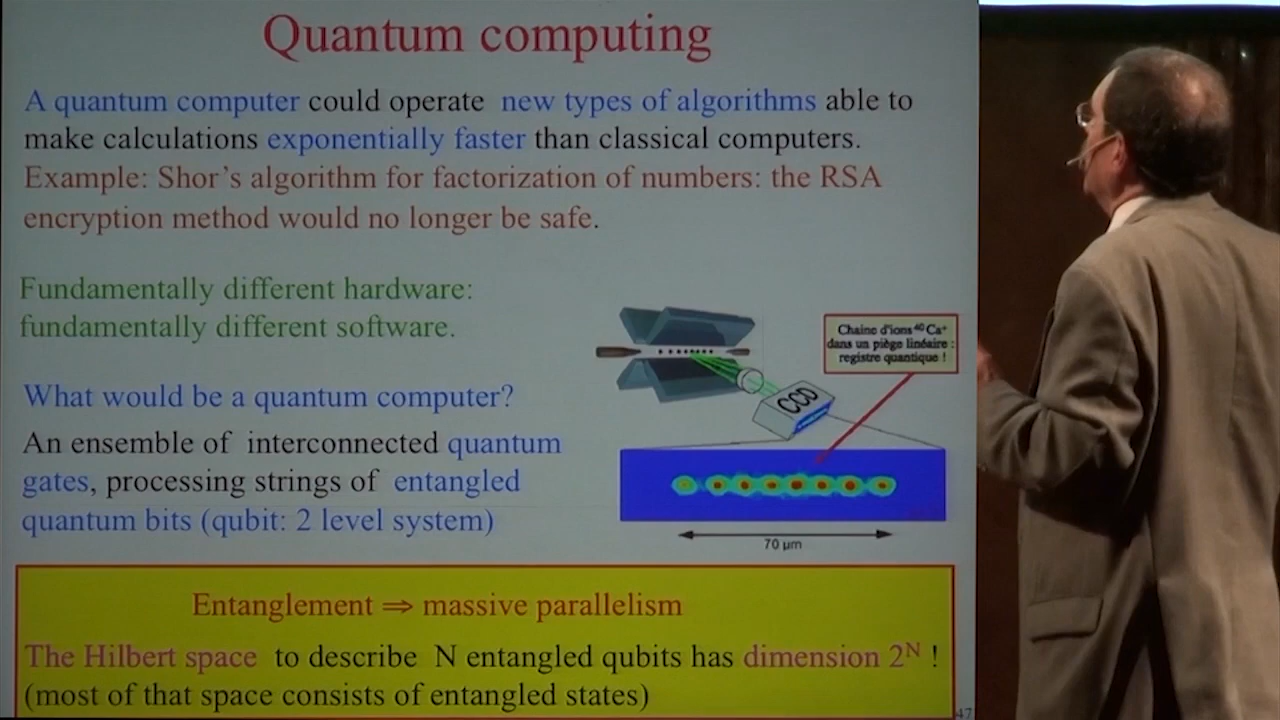 Quantum computing
A quantum computer could operate new types of algorithms able to
make calculations exponentially faster than classical computers.
Example: Shor's algorithm for factorization of numbers: the RSA
encryption method would no longer be safe.
Fundamentally different hardware:
fundamentally different software.
What would be a quantum computer?
An ensemble of interconnected quantum
gates, processing strings of entangled
quantum bits (qubit: 2 level system)
Chaine d'ions ⁴⁰Ca⁺
dans un piège linéaire :
registre quantique !
CCD
70 µm
Entanglement ⇒ massive parallelism
The Hilbert space to describe N entangled qubits has dimension 2ᴺ !
(most of that space consists of entangled states)
47